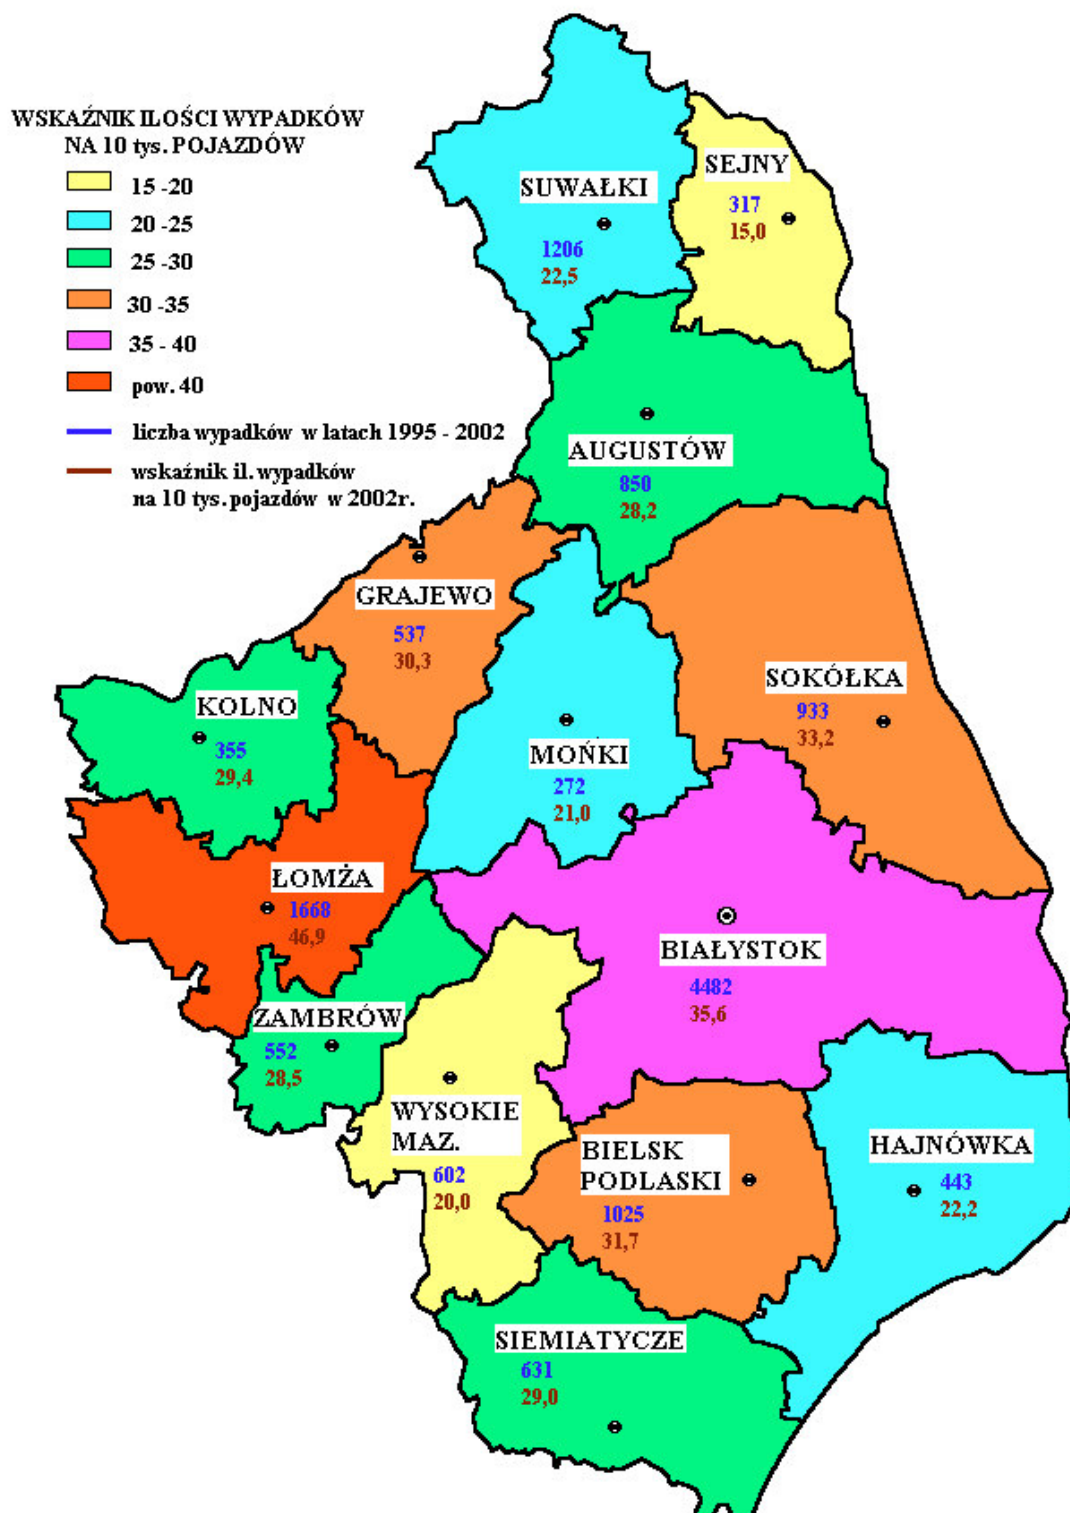 WSKAŹNIK ILOŚCI WYPADKÓW
NA 10 tys. POJAZDÓW
15 -20
20 -25
25 -30
30 -35
35 - 40
pow. 40
liczba wypadków w latach 1995 - 2002
wskaźnik il. wypadków
na 10 tys. pojazdów w 2002r.
SUWAŁKI
1206
22,5
SEJNY
317
15,0
AUGUSTÓW
850
28,2
GRAJEWO
537
30,3
KOLNO
355
29,4
MOŃKI
272
21,0
SOKÓŁKA
933
33,2
ŁOMŻA
1668
46,9
BIAŁYSTOK
4482
35,6
ZAMBRÓW
552
28,5
WYSOKIE
MAZ.
602
20,0
BIELSK
PODLASKI
1025
31,7
HAJNÓWKA
443
22,2
SIEMIATYCZE
631
29,0